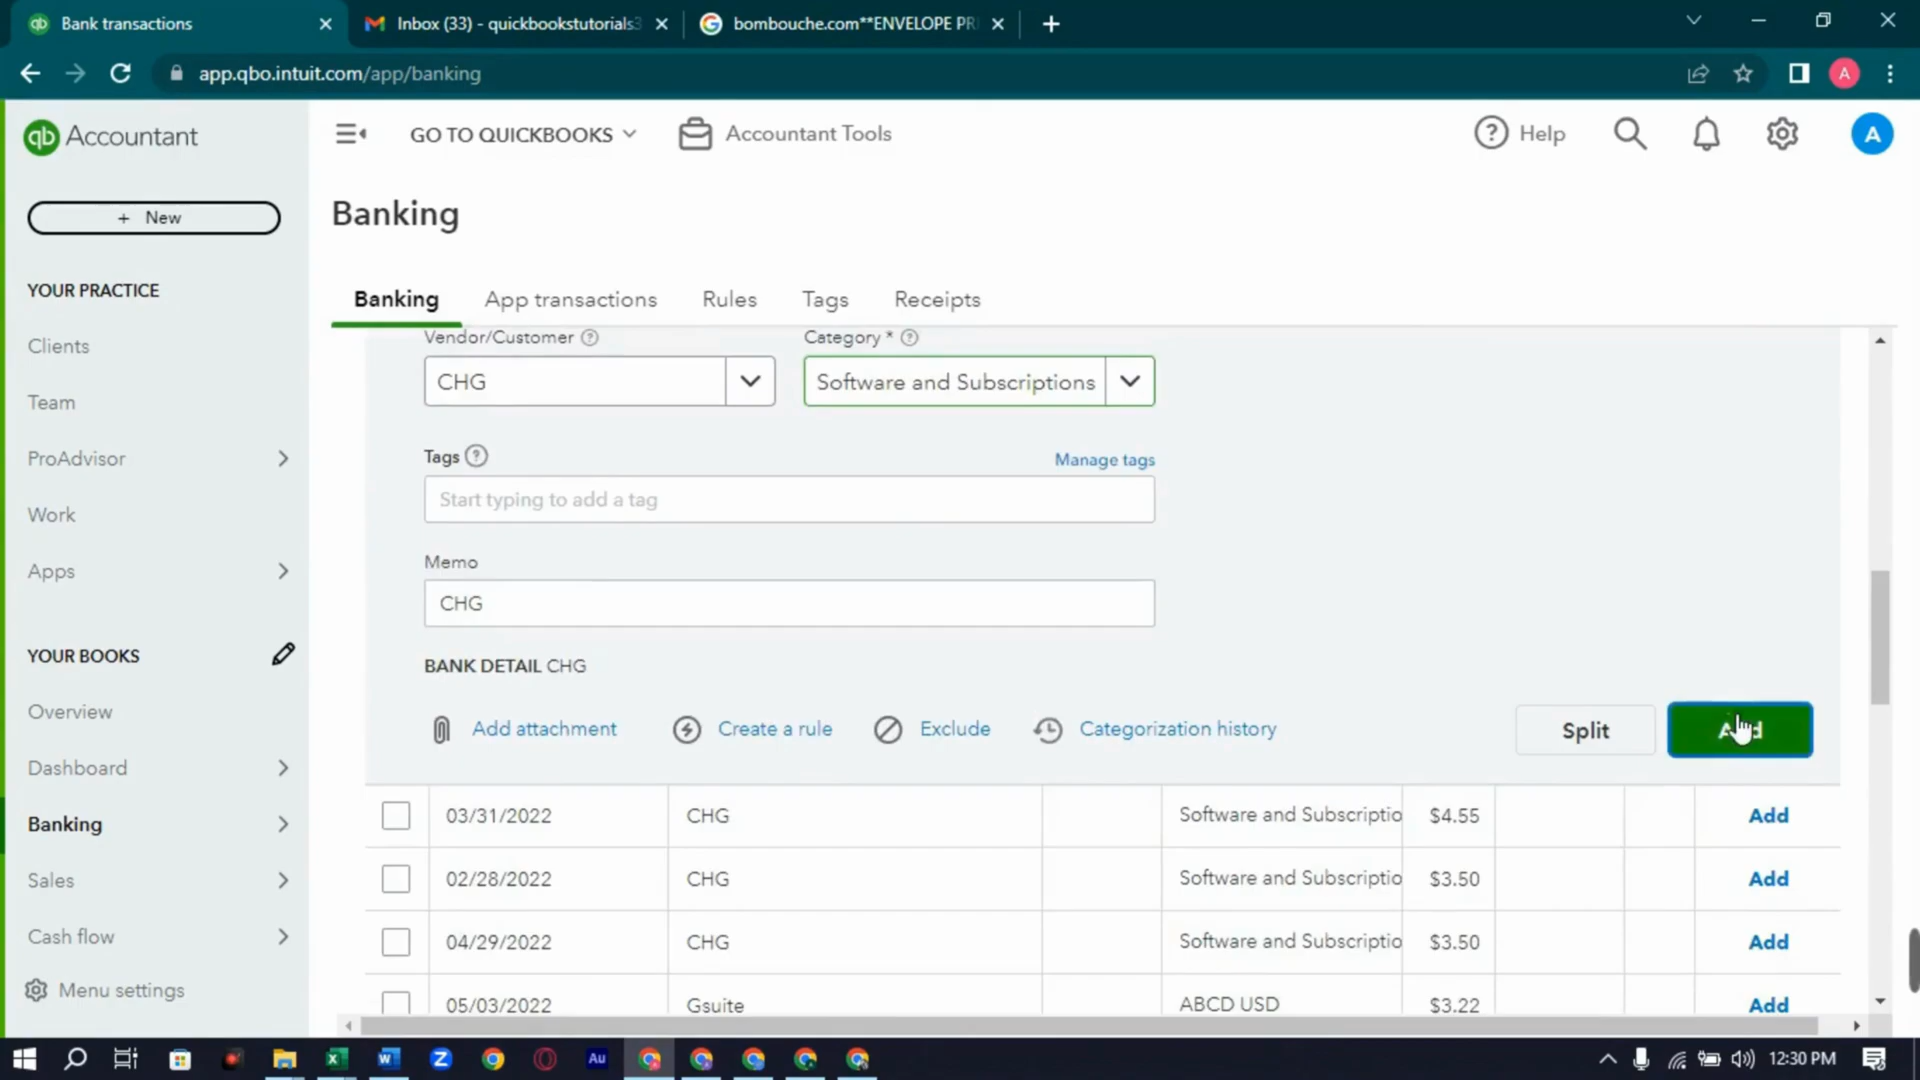 Bank transactions
Inbox (33) - quickbookstutorials3
bombouche.com**ENVELOPE PR
app.qbo.intuit.com/app/banking
A
qb Accountant
GO TO QUICKBOOKS
Accountant Tools
Help
A
+ New
Banking
YOUR PRACTICE
Banking
App transactions
Rules
Tags
Receipts
Clients
Team
ProAdvisor
Work
Apps
YOUR BOOKS
Overview
Dashboard
Banking
Sales
Cash flow
Menu settings
Vendor/Customer
Category *
CHG
Software and Subscriptions
Tags
Manage tags
Start typing to add a tag
Memo
CHG
BANK DETAIL CHG
Add attachment
Create a rule
Exclude
Categorization history
Split
Add
03/31/2022 CHG Software and Subscriptio $4.55 Add
02/28/2022 CHG Software and Subscriptio $3.50 Add
04/29/2022 CHG Software and Subscriptio $3.50 Add
05/03/2022 Gsuite ABCD USD $3.22 Add
12:30 PM